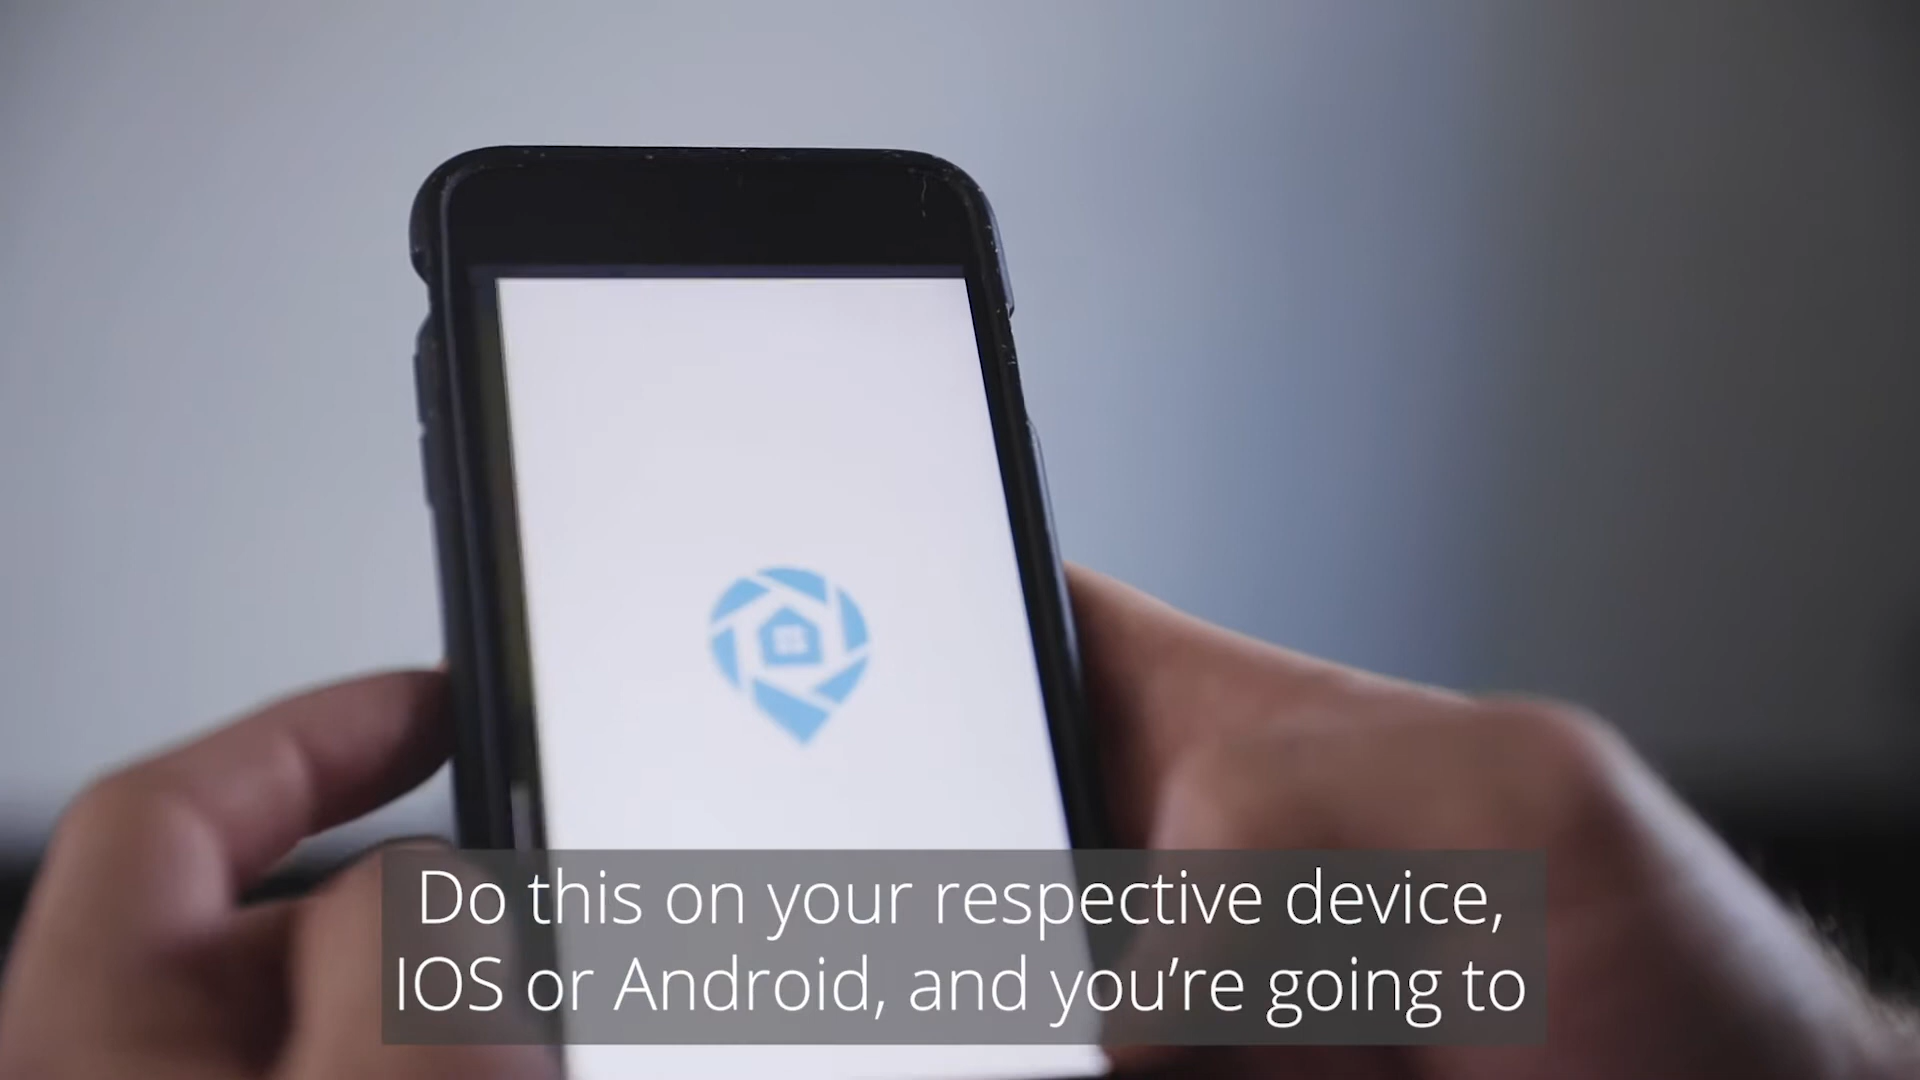 Do this on your respective device,
IOS or Android, and you’re going to